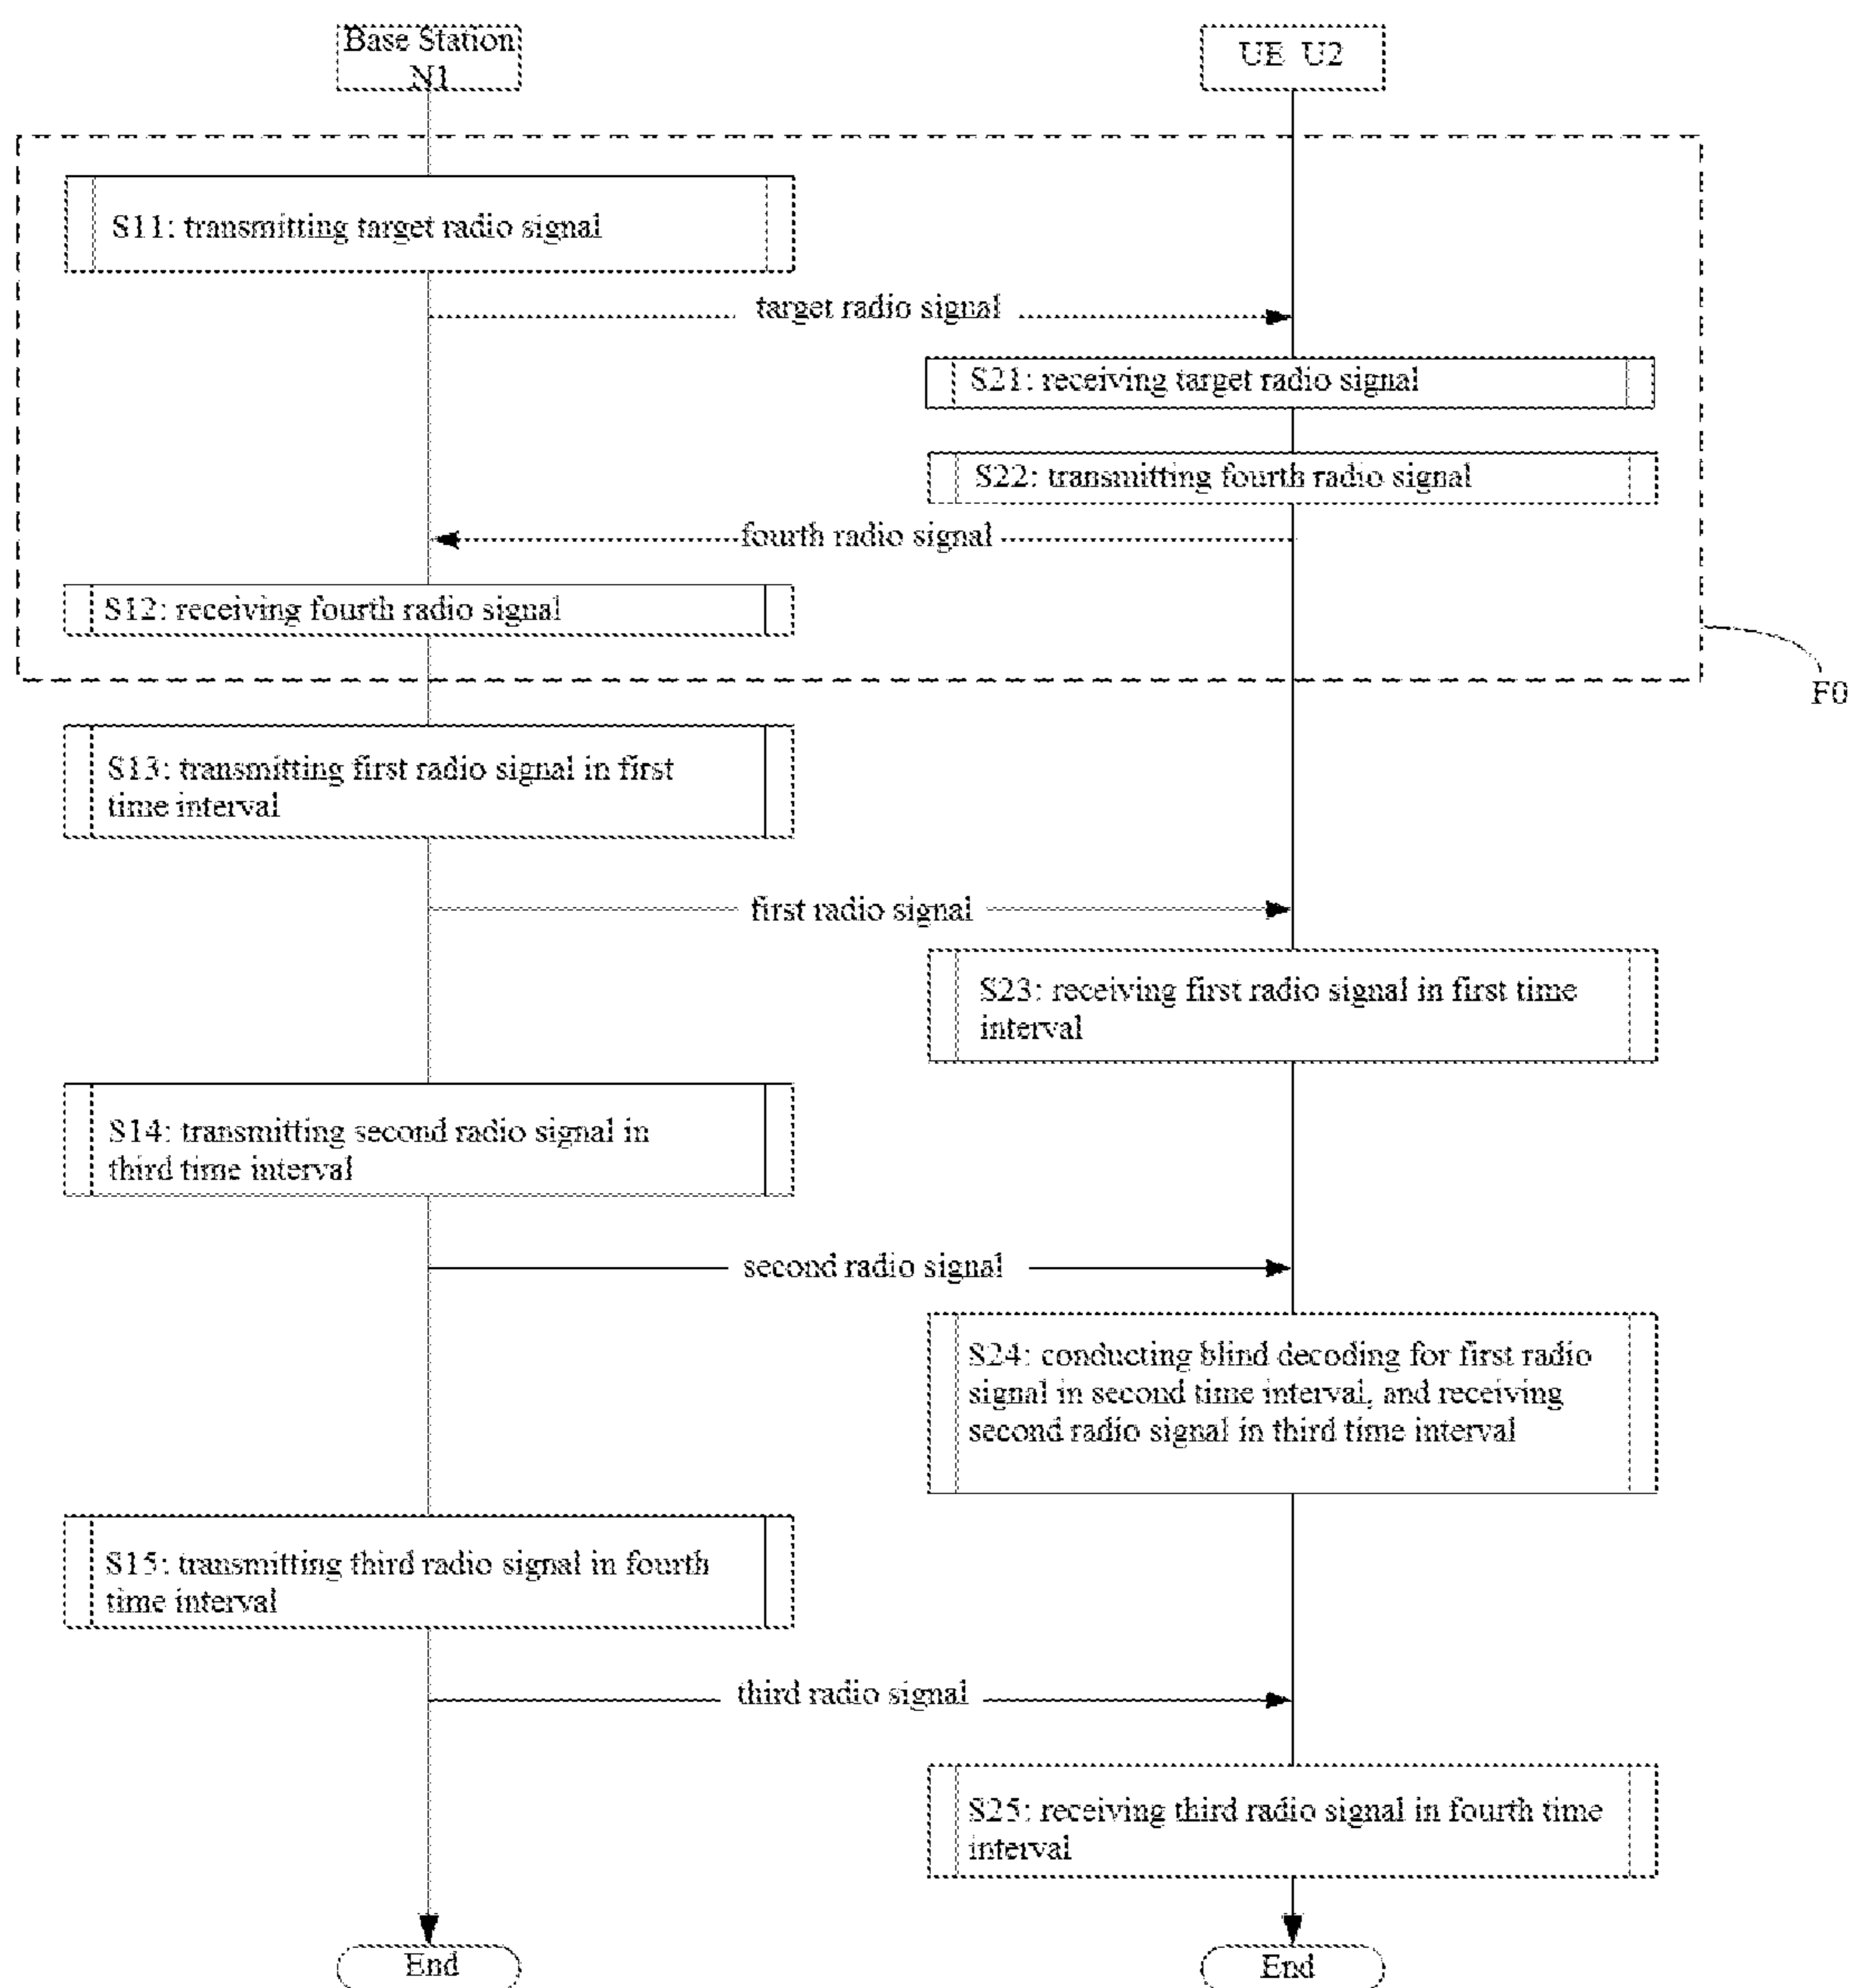 Base Station
N1
UE U2
S11: transmitting target radio signal
target radio signal
S21: receiving target radio signal
S22: transmitting fourth radio signal
fourth radio signal
S12: receiving fourth radio signal
F0
S13: transmitting first radio signal in first
time interval
first radio signal
S23: receiving first radio signal in first time
interval
S14: transmitting second radio signal in
third time interval
second radio signal
S24: conducting blind decoding for first radio
signal in second time interval, and receiving
second radio signal in third time interval
S15: transmitting third radio signal in fourth
time interval
third radio signal
S25: receiving third radio signal in fourth time
interval
End
End